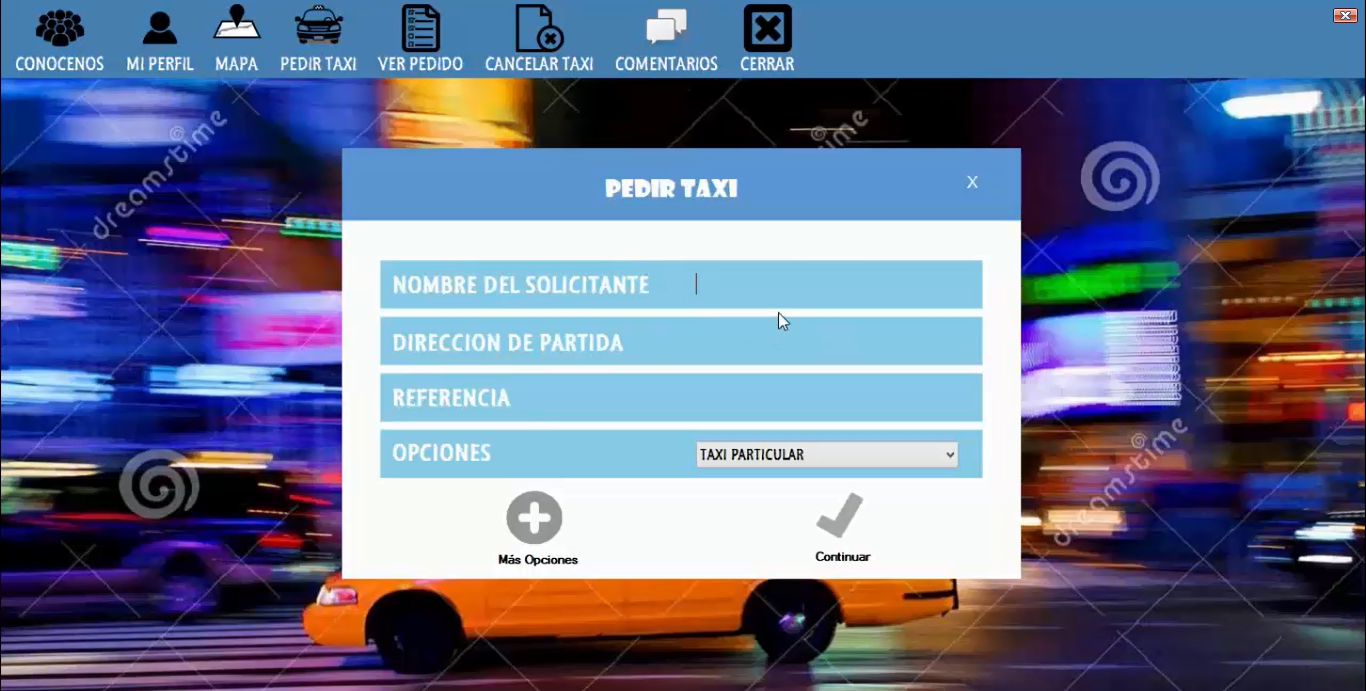 CONOCENOS
MI PERFIL
MAPA
PEDIR TAXI
VER PEDIDO
CANCELAR TAXI
COMENTARIOS
CERRAR
dreamstime
dreamstime
PEDIR TAXI
X
NOMBRE DEL SOLICITANTE
DIRECCION DE PARTIDA
REFERENCIA
OPCIONES
TAXI PARTICULAR
Más Opciones
Continuar